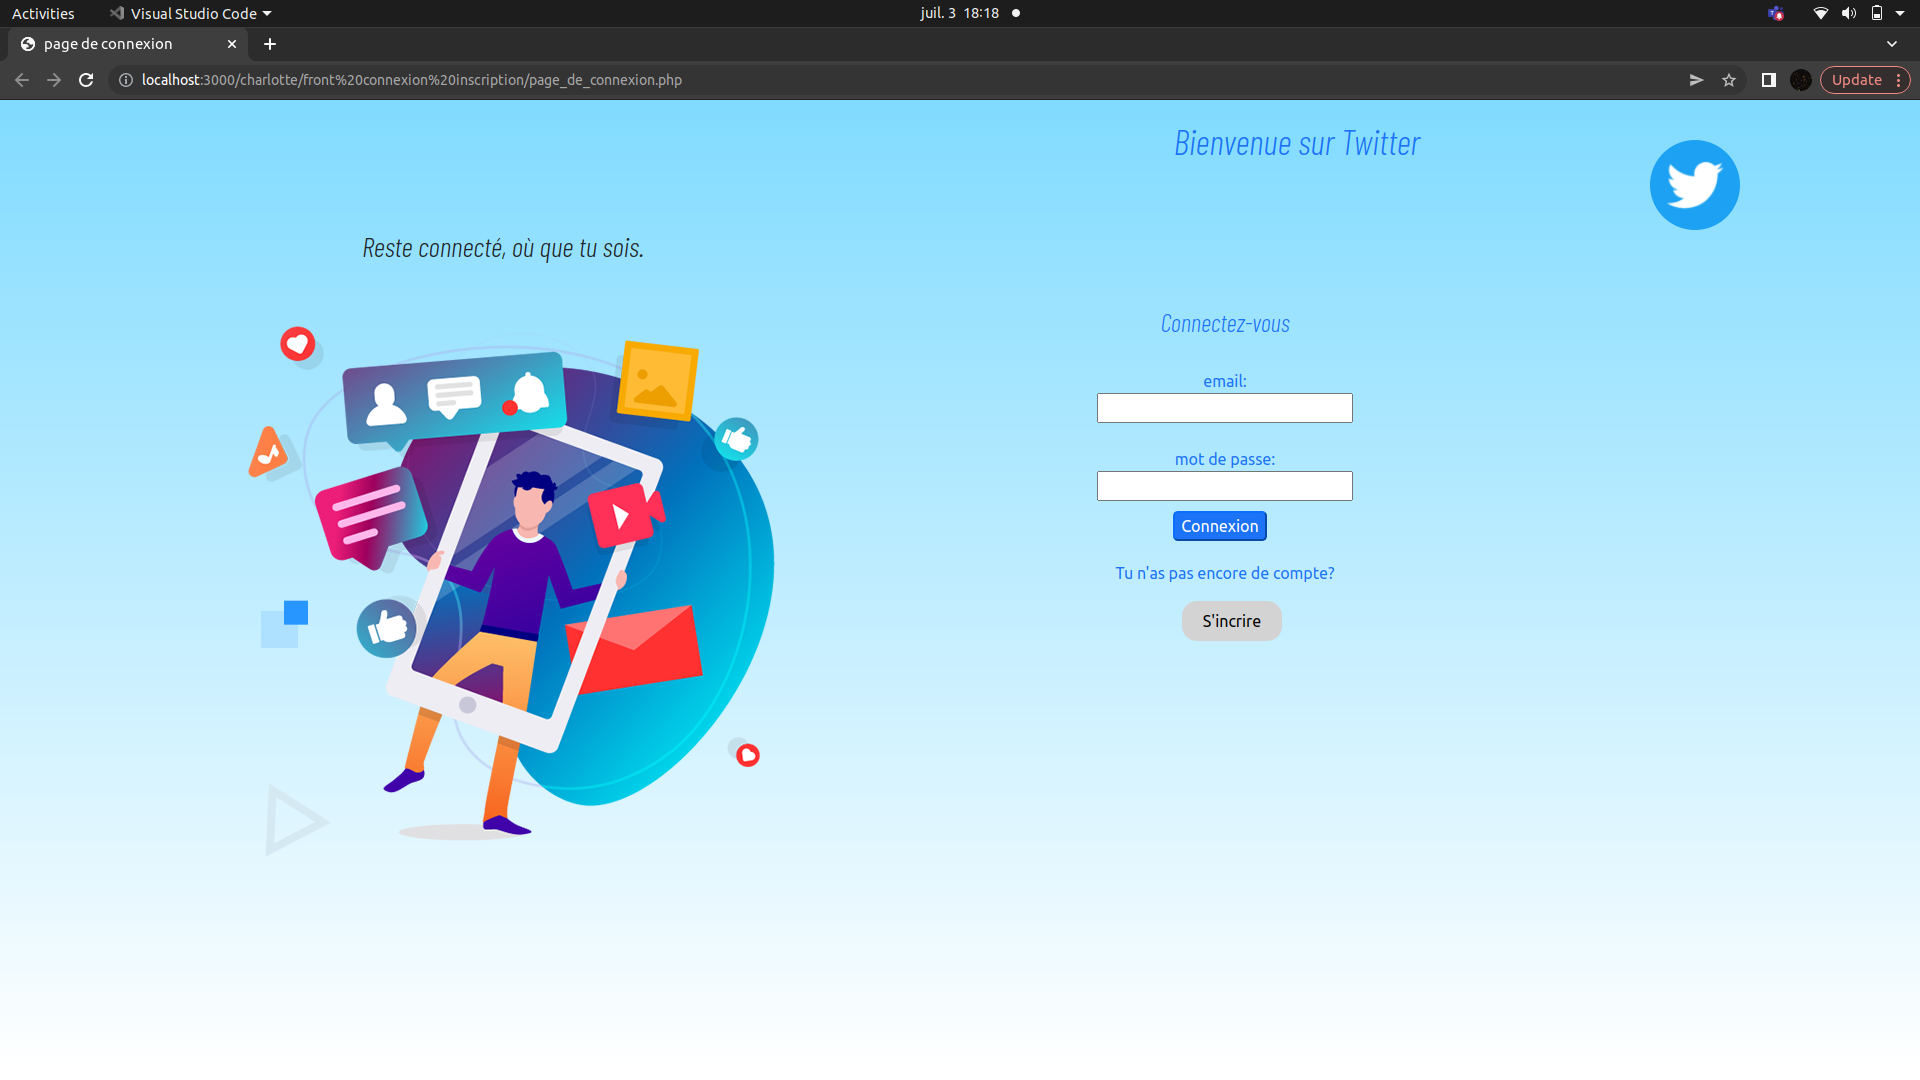 Activities
Visual Studio Code
juil. 3 18:18
page de connexion
localhost:3000/charlotte/front%20connexion%20inscription/page_de_connexion.php
Update
Bienvenue sur Twitter
Reste connecté, où que tu sois.
Connectez-vous
email:
mot de passe:
Connexion
Tu n'as pas encore de compte?
S'incrire